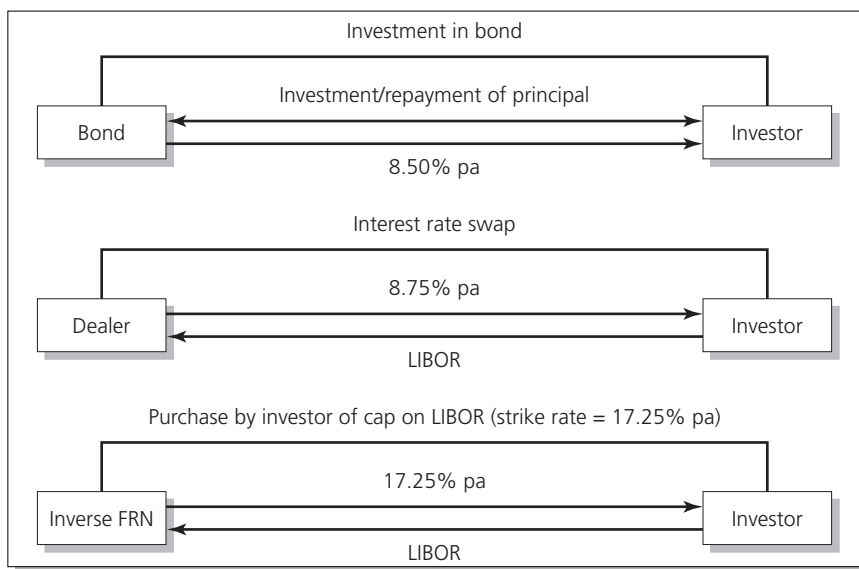 Investment in bond
Investment/repayment of principal
Bond
Investor
8.50% pa
Interest rate swap
8.75% pa
Dealer
Investor
LIBOR
Purchase by investor of cap on LIBOR (strike rate = 17.25% pa)
17.25% pa
Inverse FRN
Investor
LIBOR